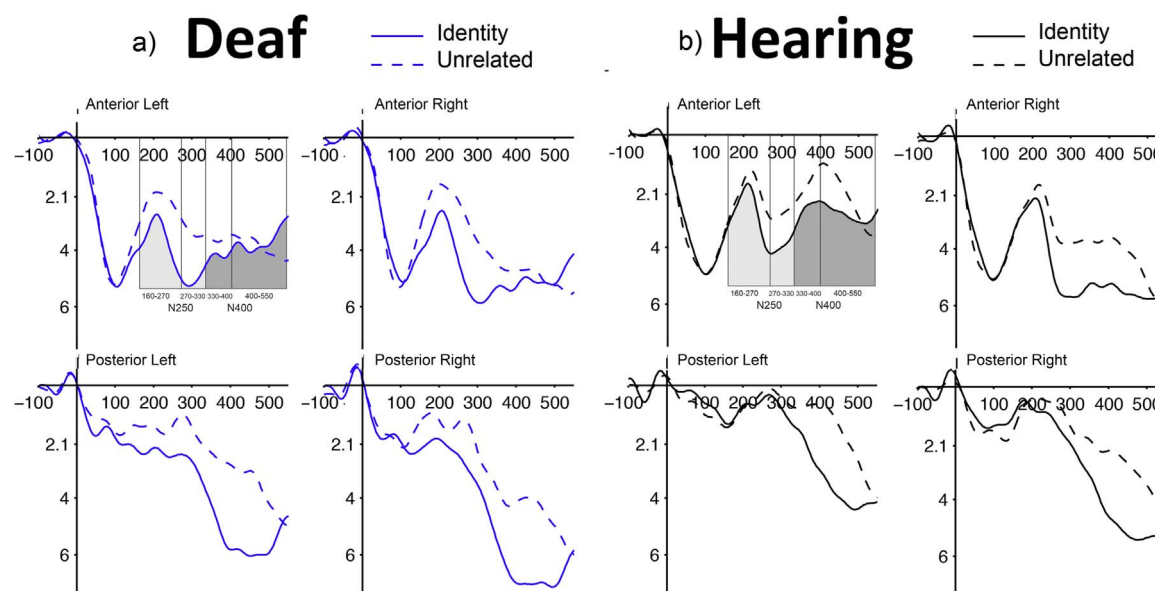 a) Deaf
Identity
Unrelated
b) Hearing
Identity
Unrelated
Anterior Left
−100 100 200 300 400 500
2.1
4
6
160-270 270-330 330-400 400-550
N250 N400
Anterior Right
−100 100 200 300 400 500
2.1
4
6
Anterior Left
−100 100 200 300 400 500
2.1
4
6
160-270 270-330 330-400 400-550
N250 N400
Anterior Right
−100 100 200 300 400 500
2.1
4
6
Posterior Left
−100 100 200 300 400 500
2.1
4
6
Posterior Right
−100 100 200 300 400 500
2.1
4
6
Posterior Left
−100 100 200 300 400 500
2.1
4
6
Posterior Right
−100 100 200 300 400 500
2.1
4
6